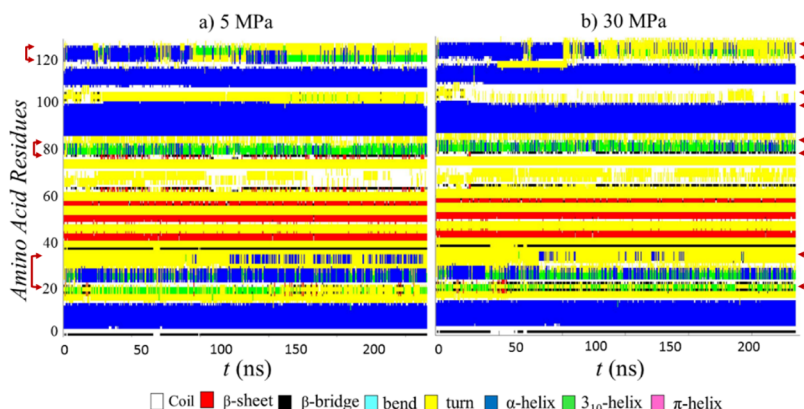 a) 5 MPa
b) 30 MPa
Amino Acid Residues
120
100
80
60
40
20
0
0 50 100 150 200
0 50 100 150 200
t (ns)
t (ns)
Coil β-sheet β-bridge bend turn α-helix 3₁₀-helix π-helix